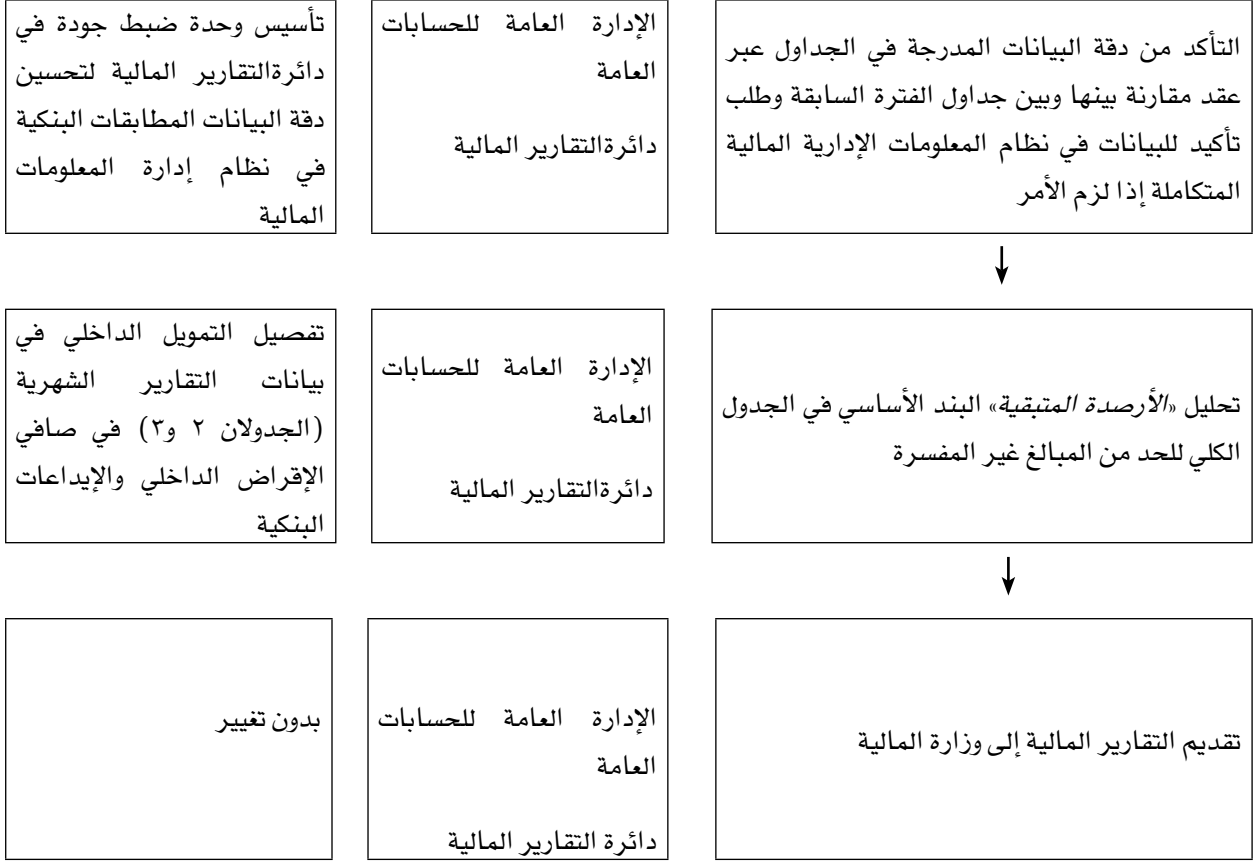 التأكد من دقة البيانات المدرجة في الجداول عبر
عقد مقارنة بينها وبين جداول الفترة السابقة وطلب
تأكيد للبيانات في نظام المعلومات الإدارية المالية
المتكاملة إذا لزم الأمر
الإدارة العامة للحسابات
العامة
دائرةالتقارير المالية
تأسيس وحدة ضبط جودة في
دائرةالتقارير المالية لتحسين
دقة البيانات المطابقات البنكية
في نظام إدارة المعلومات
المالية
تحليل «الأرصدة المتبقية» البند الأساسي في الجدول
الكلي للحد من المبالغ غير المفسرة
الإدارة العامة للحسابات
العامة
دائرةالتقارير المالية
تفصيل التمويل الداخلي في
بيانات التقارير الشهرية
(الجدولان ٢ و٣) في صافي
الإقراض الداخلي والإيداعات
البنكية
تقديم التقارير المالية إلى وزارة المالية
الإدارة العامة للحسابات
العامة
دائرة التقارير المالية
بدون تغيير